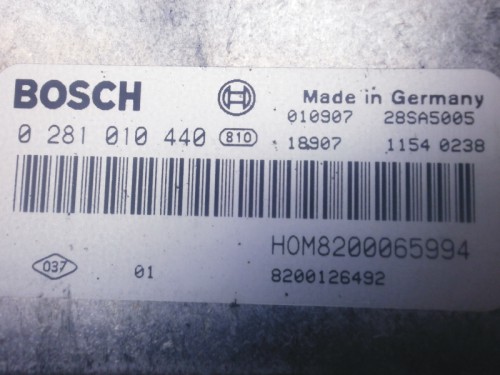 BOSCH
Made in Germany
010907 28SA5005
0 281 010 440 810
18907 1154 0238
HOM8200065994
037 01
8200126492